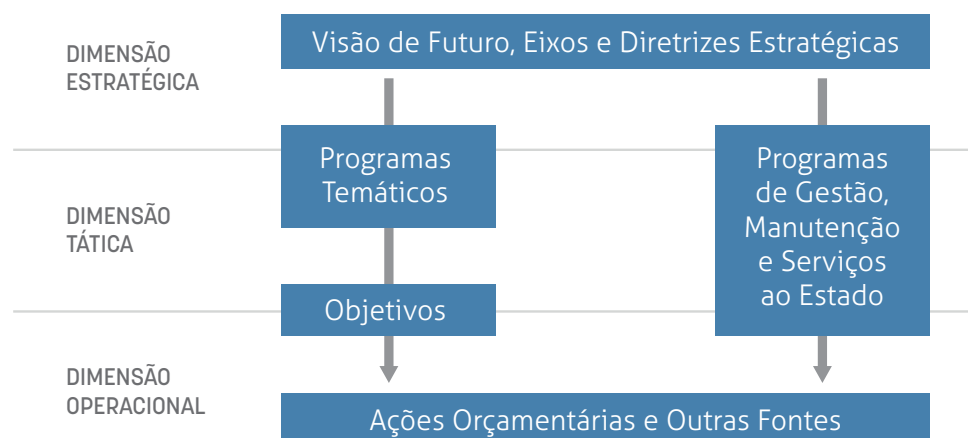 DIMENSÃO
ESTRATÉGICA
Visão de Futuro, Eixos e Diretrizes Estratégicas
DIMENSÃO
TÁTICA
Programas
Temáticos
Objetivos
Programas
de Gestão,
Manutenção
e Serviços
ao Estado
DIMENSÃO
OPERACIONAL
Ações Orçamentárias e Outras Fontes